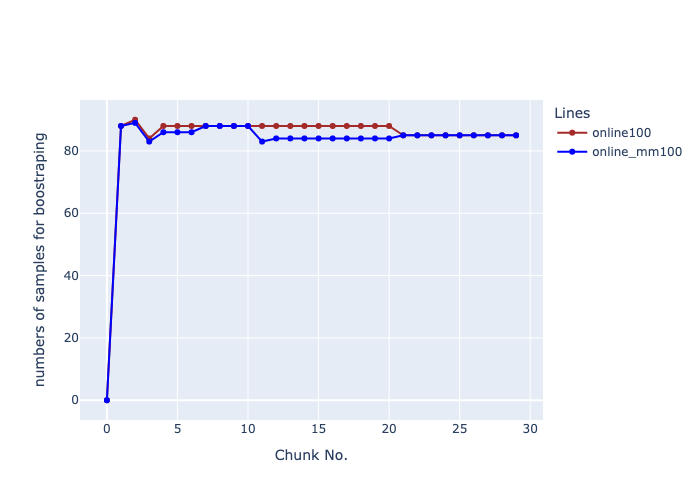 Lines
online100
online_mm100
numbers of samples for boostraping
80
60
40
20
0
0 5 10 15 20 25 30
Chunk No.